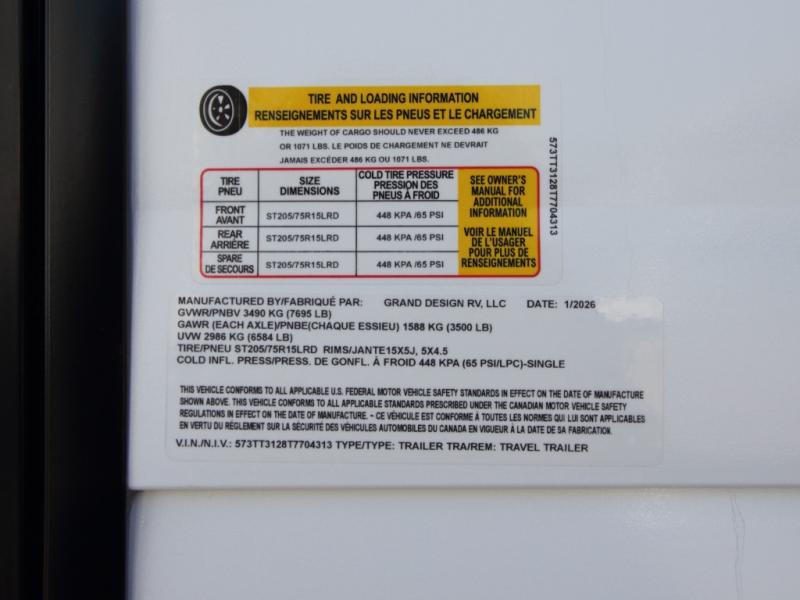 TIRE AND LOADING INFORMATION
RENSEIGNEMENTS SUR LES PNEUS ET LE CHARGEMENT
THE WEIGHT OF CARGO SHOULD NEVER EXCEED 486 KG
OR 1071 LBS. LE POIDS DE CHARGEMENT NE DEVRAIT
JAMAIS EXCÉDER 486 KG OU 1071 LBS.
TIRE
PNEU
SIZE
DIMENSIONS
COLD TIRE PRESSURE
PRESSION DES
PNEUS À FROID
FRONT
AVANT
ST205/75R15LRD
448 KPA /65 PSI
REAR
ARRIÈRE
ST205/75R15LRD
448 KPA /65 PSI
SPARE
DE SECOURS
ST205/75R15LRD
448 KPA /65 PSI
SEE OWNER'S
MANUAL FOR
ADDITIONAL
INFORMATION
VOIR LE MANUEL
DE L'USAGER
POUR PLUS DE
RENSEIGNEMENTS
573TT3128T7704313
MANUFACTURED BY/FABRIQUÉ PAR: GRAND DESIGN RV, LLC DATE: 1/2026
GVWR/PNBV 3490 KG (7695 LB)
GAWR (EACH AXLE)/PNBE(CHAQUE ESSIEU) 1588 KG (3500 LB)
UVW 2986 KG (6584 LB)
TIRE/PNEU ST205/75R15LRD RIMS/JANTE15X5J, 5X4.5
COLD INFL. PRESS/PRESS. DE GONFL. À FROID 448 KPA (65 PSI/LPC)-SINGLE
THIS VEHICLE CONFORMS TO ALL APPLICABLE U.S. FEDERAL MOTOR VEHICLE SAFETY STANDARDS IN EFFECT ON THE DATE OF MANUFACTURE
SHOWN ABOVE. THIS VEHICLE CONFORMS TO ALL APPLICABLE STANDARDS PRESCRIBED UNDER THE CANADIAN MOTOR VEHICLE SAFETY
REGULATIONS IN EFFECT ON THE DATE OF MANUFACTURE. - CE VÉHICULE EST CONFORME À TOUTES LES NORMES QUI LUI SONT APPLICABLES
EN VERTU DU RÈGLEMENT SUR LA SÉCURITÉ DES VÉHICULES AUTOMOBILES DU CANADA EN VIGUEUR À LA DATE DE SA FABRICATION.
V.I.N./N.I.V.: 573TT3128T7704313 TYPE/TYPE: TRAILER TRA/REM: TRAVEL TRAILER